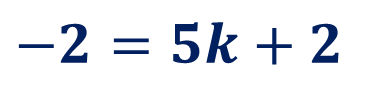 −2 = 5k + 2